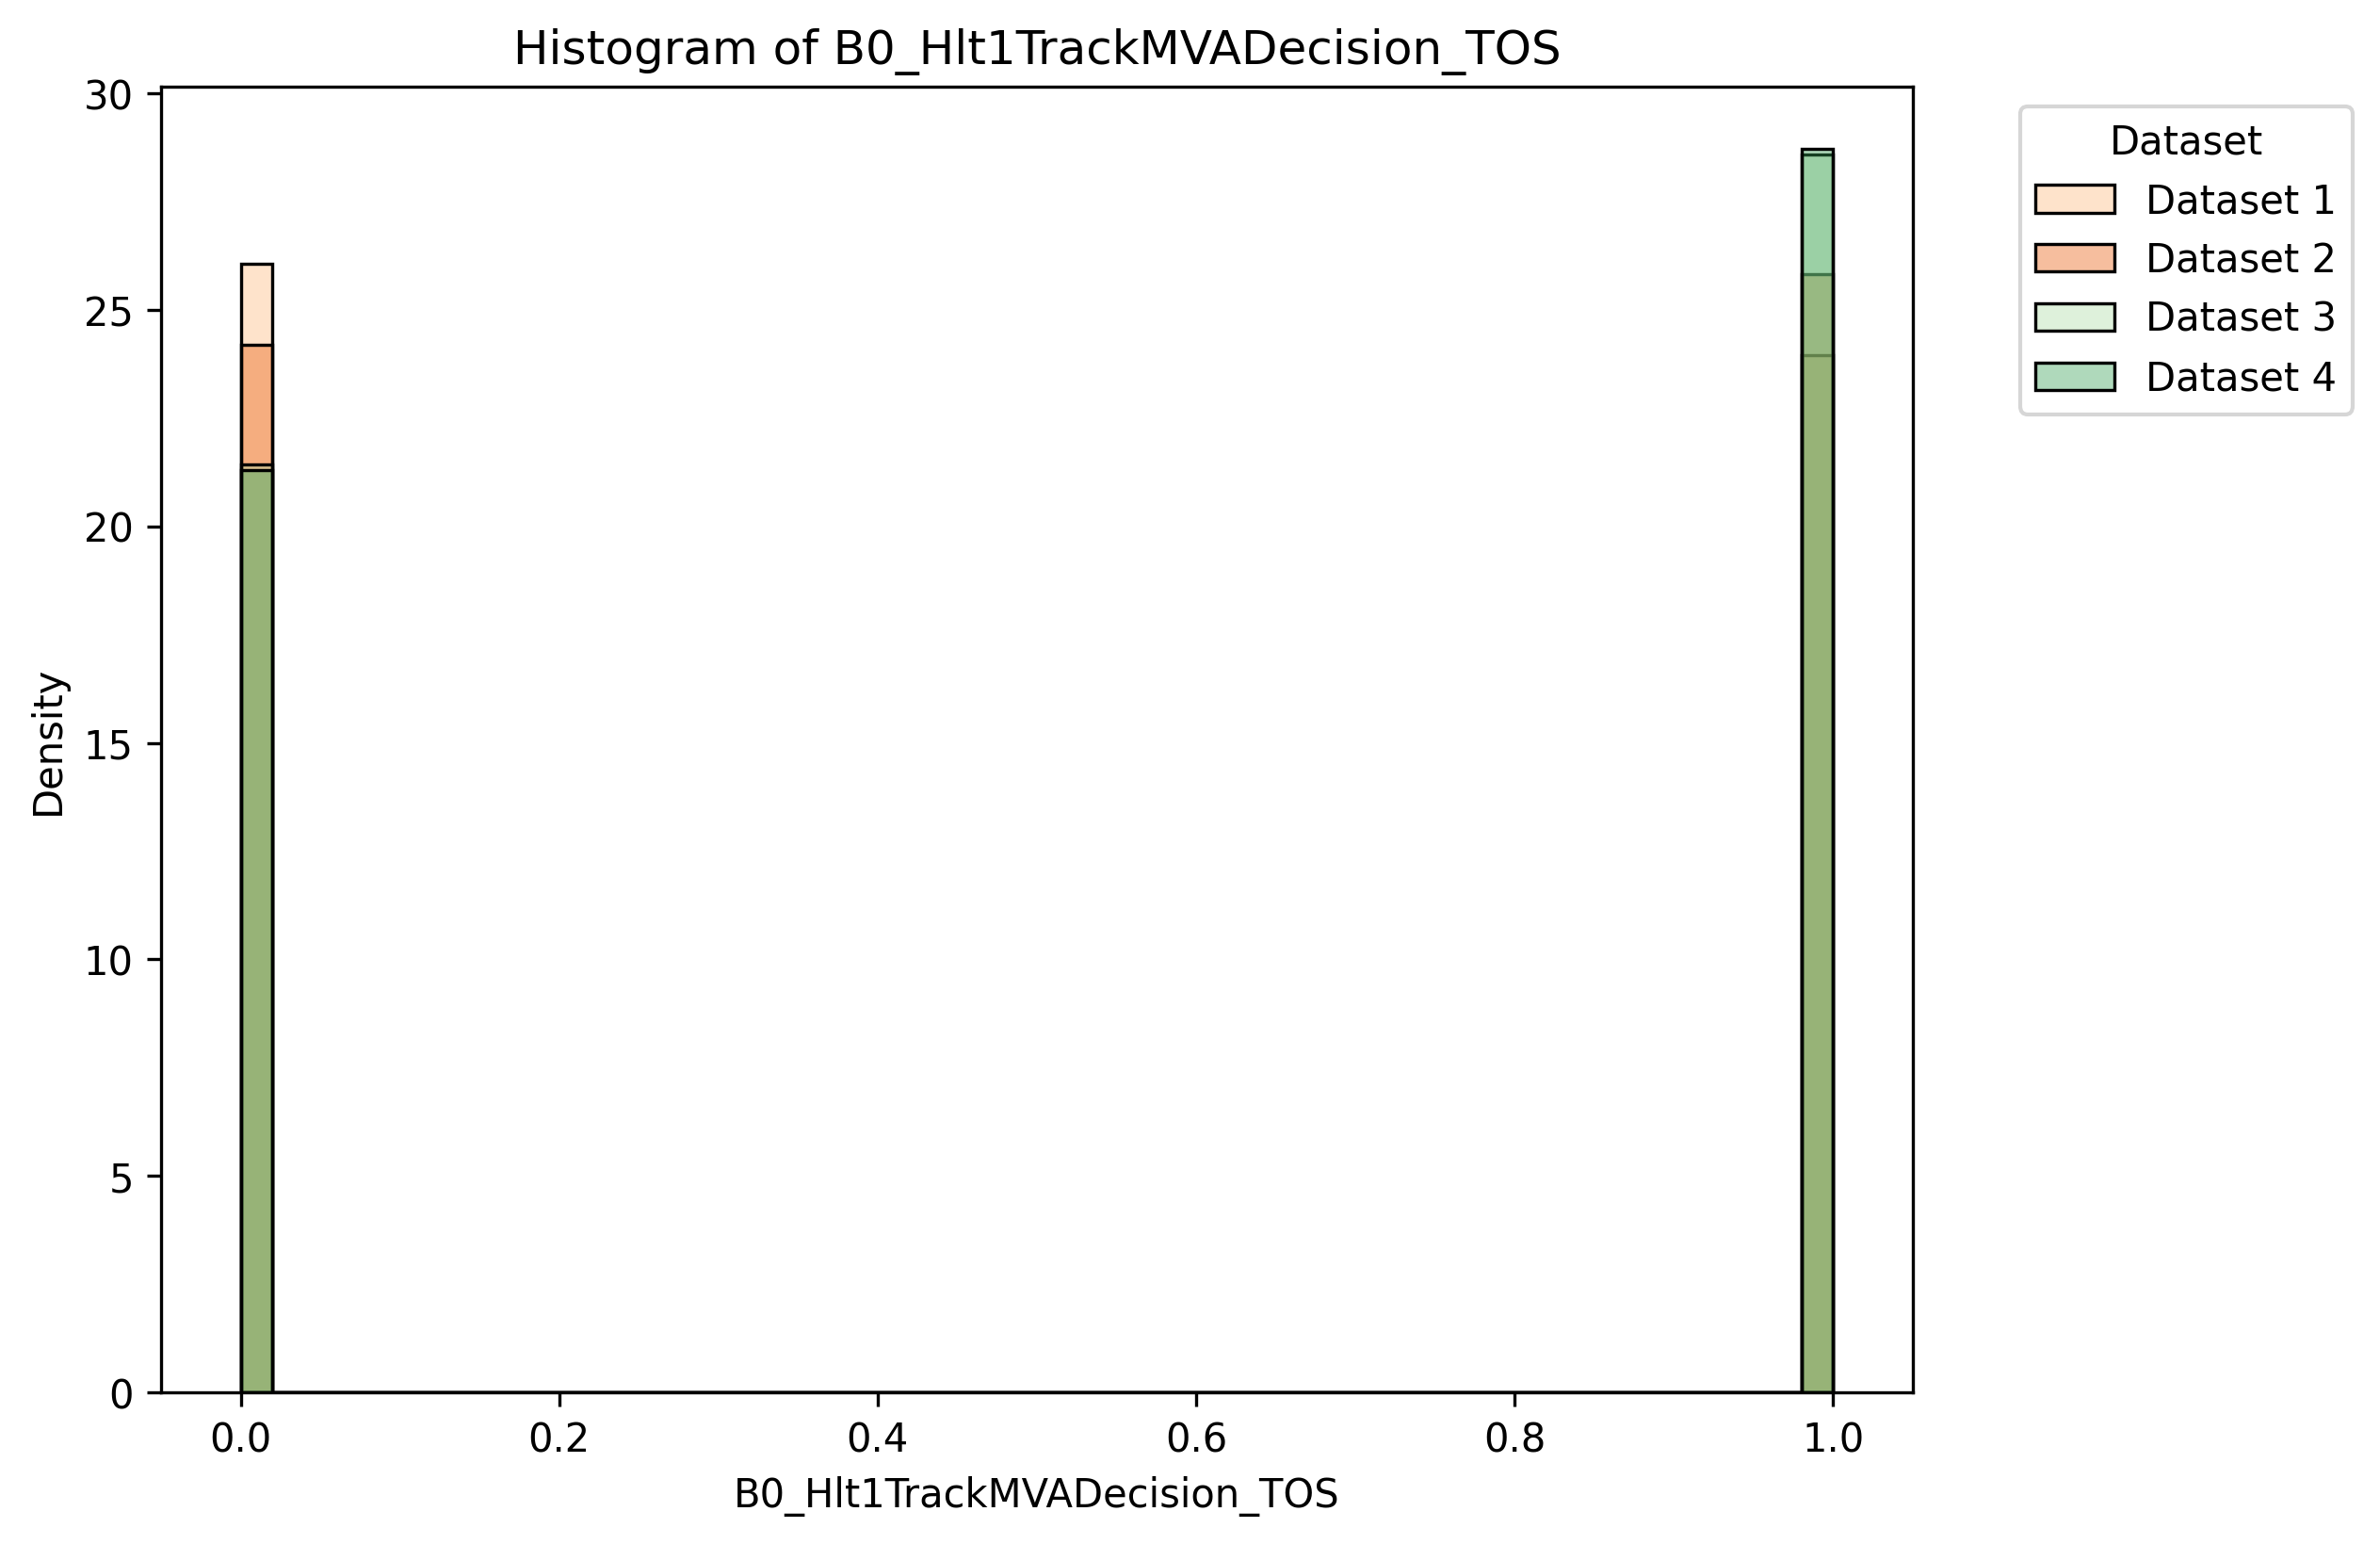 Histogram of B0_Hlt1TrackMVADecision_TOS
30
25
20
15
10
5
0
Density
0.0 0.2 0.4 0.6 0.8 1.0
B0_Hlt1TrackMVADecision_TOS
Dataset
Dataset 1
Dataset 2
Dataset 3
Dataset 4